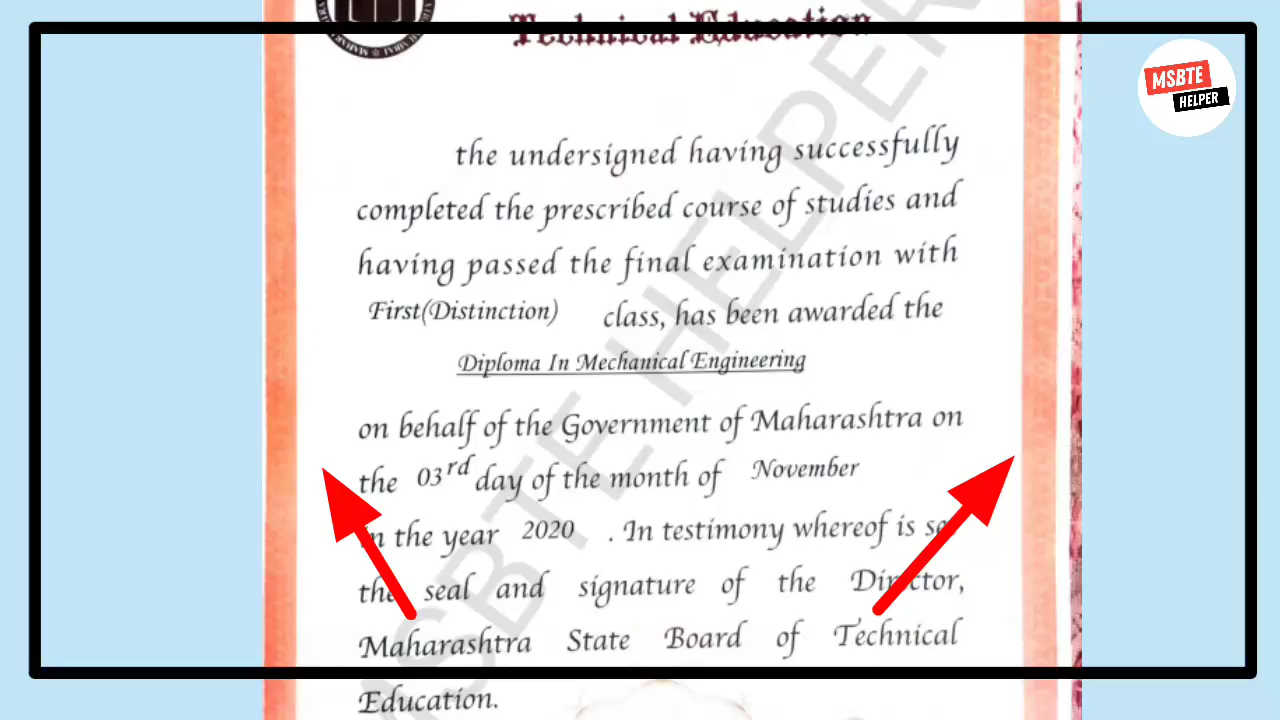 Technical Education
MSBTE
HELPER
the undersigned having successfully
completed the prescribed course of studies and
having passed the final examination with
First(Distinction) class, has been awarded the
Diploma In Mechanical Engineering
on behalf of the Government of Maharashtra on
the 03rd day of the month of November
in the year 2020 . In testimony whereof is set
the seal and signature of the Director,
Maharashtra State Board of Technical
Education.
MSBTE HELPER